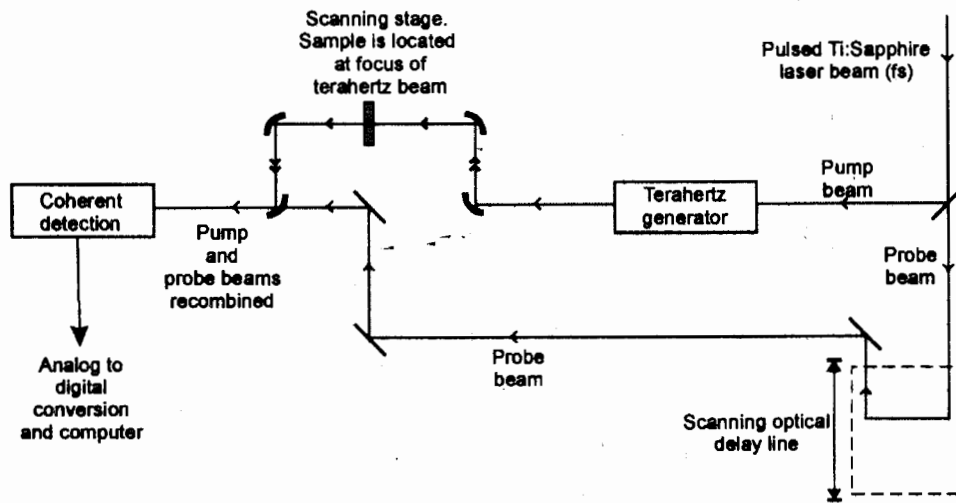 Scanning stage.
Sample is located
at focus of
terahertz beam
Pulsed Ti:Sapphire
laser beam (fs)
Coherent
detection
Pump
and
probe beams
recombined
Terahertz
generator
Pump
beam
Probe
beam
Probe
beam
Analog to
digital
conversion
and computer
Scanning optical
delay line